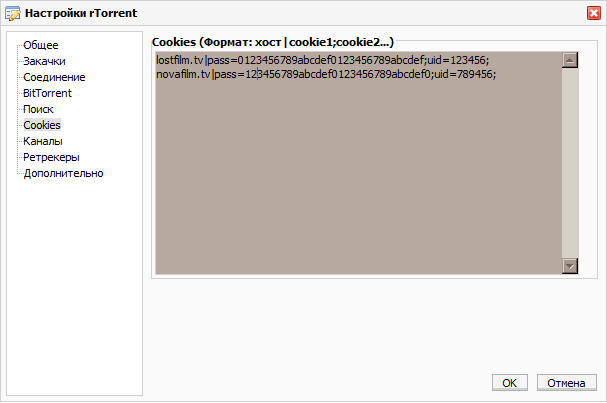 Настройки rTorrent
Общее
Закачки
Соединение
BitTorrent
Поиск
Cookies
Каналы
Ретрекеры
Дополнительно
Cookies (Формат: хост|cookie1;cookie2...)
lostfilm.tv|pass=0123456789abcdef0123456789abcdef;uid=123456;
novafilm.tv|pass=123456789abcdef0123456789abcdef0;uid=789456;
OK
Отмена